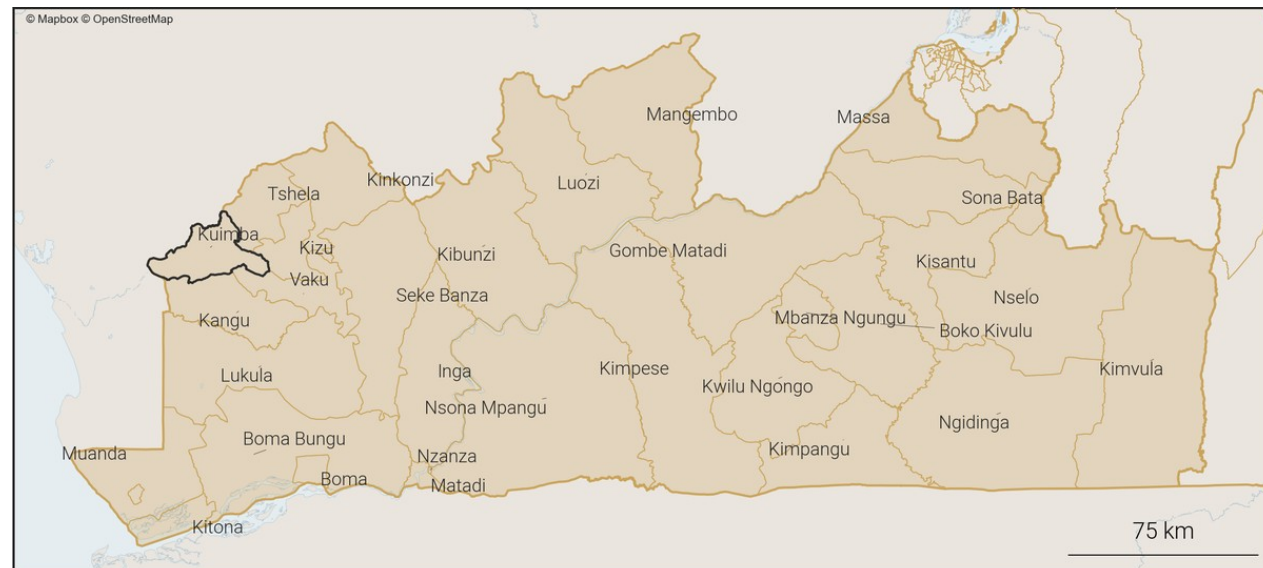 © Mapbox © OpenStreetMap
Mangembo
Massa
Kinkonzi
Luozi
Tshela
Sona Bata
Kuimba
Kizu
Gombe Matadi
Kibunzi
Kisantu
Vaku
Seke Banza
Nselo
Kangu
Mbanza Ngungu
Boko Kivulu
Inga
Kimpese
Kimvula
Lukula
Kwilu Ngongo
Nsona Mpangu
Ngidinga
Boma Bungu
Kimpangu
Muanda
Nzanza
Boma
Matadi
Kitona
75 km